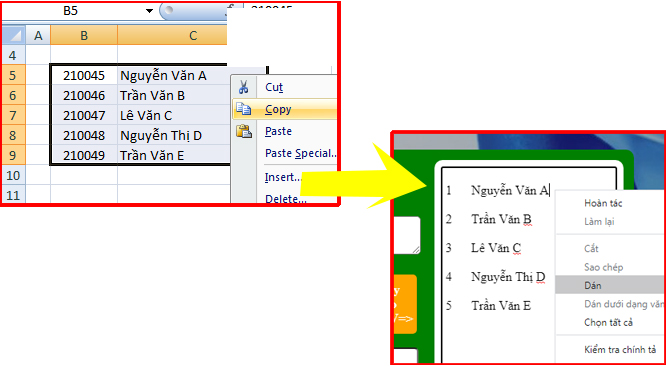 B5
210045
A B C
4
5 210045 Nguyễn Văn A
6 210046 Trần Văn B
7 210047 Lê Văn C
8 210048 Nguyễn Thị D
9 210049 Trần Văn E
10
11
Cut
Copy
Paste
Paste Special...
Insert...
Delete...
1 Nguyễn Văn A
2 Trần Văn B
3 Lê Văn C
4 Nguyễn Thị D
5 Trần Văn E
Hoàn tác
Làm lại
Cắt
Sao chép
Dán
Dán dưới dạng văn
Chọn tất cả
Kiểm tra chính tả